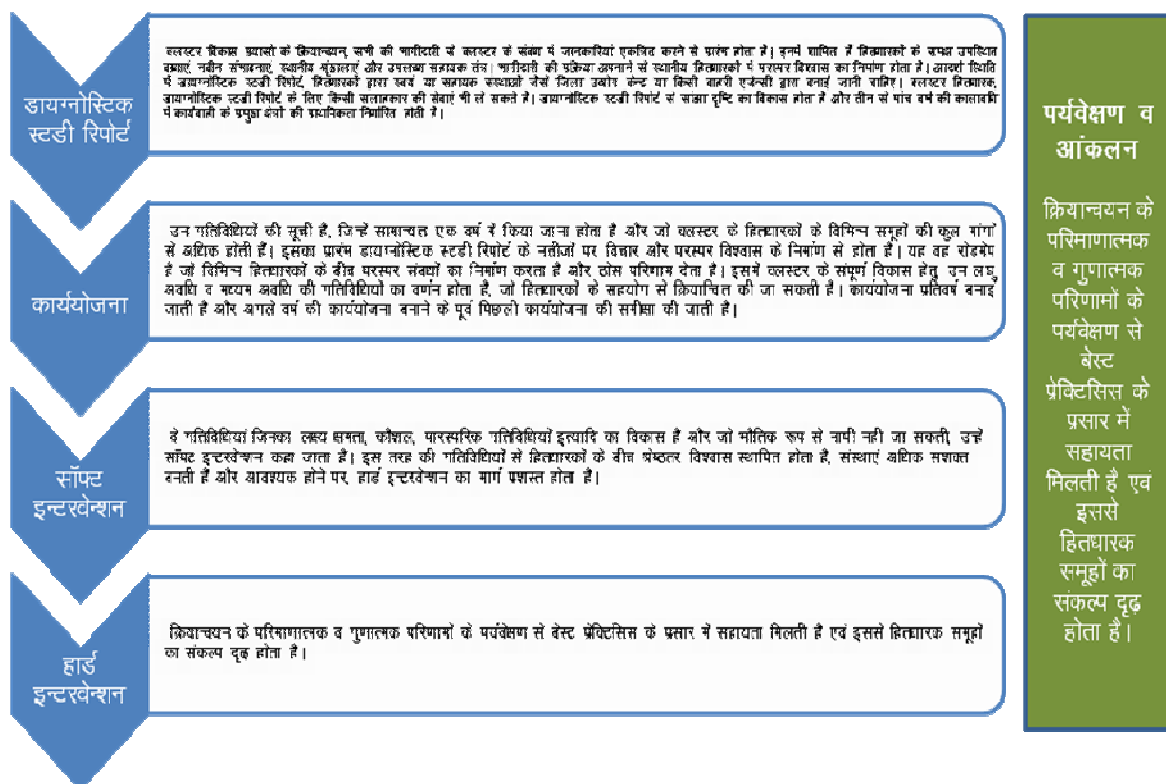 डायग्नोस्टिक
स्टडी रिपोर्ट
क्लस्टर विकास प्रयासों के क्रियान्वयन, सभी की भागीदारी से क्लस्टर के संबंध में जानकारियां एकत्रित करने से प्रारंभ होता है। इनमें शामिल हैं हितधारकों के समक्ष उपस्थित
नवीन संभावनाएं, स्थानीय श्रृंखलाएं और उपलब्ध सहायक तंत्र। भागीदारी की प्रक्रिया अपनाने से स्थानीय हितधारकों में परस्पर विश्वास का निर्माण होता है। आदर्श स्थिति
में डायग्नोस्टिक स्टडी रिपोर्ट, हितधारकों द्वारा स्वयं या सहायक संस्थाओं जैसे जिला उद्योग केन्द्र या किसी बाहरी एजेन्सी द्वारा बनाई जानी चाहिए। क्लस्टर हितधारक,
डायग्नोस्टिक स्टडी रिपोर्ट के लिए किसी सलाहकार की सेवाएं भी ले सकते हैं। डायग्नोस्टिक स्टडी रिपोर्ट से सांझा दृष्टि का विकास होता है और तीन से पांच वर्ष की कालावधि
में कार्यवाही के प्रमुख क्षेत्रों की प्राथमिकता निर्धारित होती है।
कार्ययोजना
उन गतिविधियों की सूची है, जिन्हें सामान्यतः एक वर्ष में किया जाना होता है और जो क्लस्टर के हितधारकों के विभिन्न समूहों की कुल मांगों
से अधिक होती हैं। इसका प्रारंभ डायग्नोस्टिक स्टडी रिपोर्ट के नतीजों पर विचार और परस्पर विश्वास के निर्माण से होता है। यह वह रोडमेप
है जो विभिन्न हितधारकों के बीच परस्पर संबंधों का निर्माण करता है और ठोस परिणाम देता है। इसमें क्लस्टर के संपूर्ण विकास हेतु, उन लघु
अवधि व मध्यम अवधि की गतिविधियों का वर्णन होता है, जो हितधारकों के सहयोग से क्रियान्वित की जा सकती है। कार्ययोजना प्रतिवर्ष बनाई
जाती है और अगले वर्ष की कार्ययोजना बनाने के पूर्व पिछली कार्ययोजना की समीक्षा की जाती है।
सॉफ्ट
इन्टरवेन्शन
वे गतिविधियां जिनका लक्ष्य क्षमता, कौशल, पारस्परिक गतिविधियों इत्यादि का विकास है और जो भौतिक रूप से नापी नहीं जा सकती, उन्हें
सॉफ्ट इन्टरवेन्शन कहा जाता है। इस तरह की गतिविधियों से हितधारकों के बीच श्रेष्ठतर विश्वास स्थापित होता है, संस्थाएं अधिक सशक्त
बनती हैं और आवश्यक होने पर, हार्ड इन्टरवेन्शन का मार्ग प्रशस्त होता है।
हार्ड
इन्टरवेन्शन
क्रियान्वयन के परिमाणात्मक व गुणात्मक परिणामों के पर्यवेक्षण से बेस्ट प्रेक्टिसिस के प्रसार में सहायता मिलती है एवं इससे हितधारक समूहों
का संकल्प दृढ़ होता है।
पर्यवेक्षण व
आंकलन
क्रियान्वयन के
परिमाणात्मक
व गुणात्मक
परिणामों के
पर्यवेक्षण से
बेस्ट
प्रेक्टिसिस के
प्रसार में
सहायता
मिलती है एवं
इससे
हितधारक
समूहों का
संकल्प दृढ़
होता है।